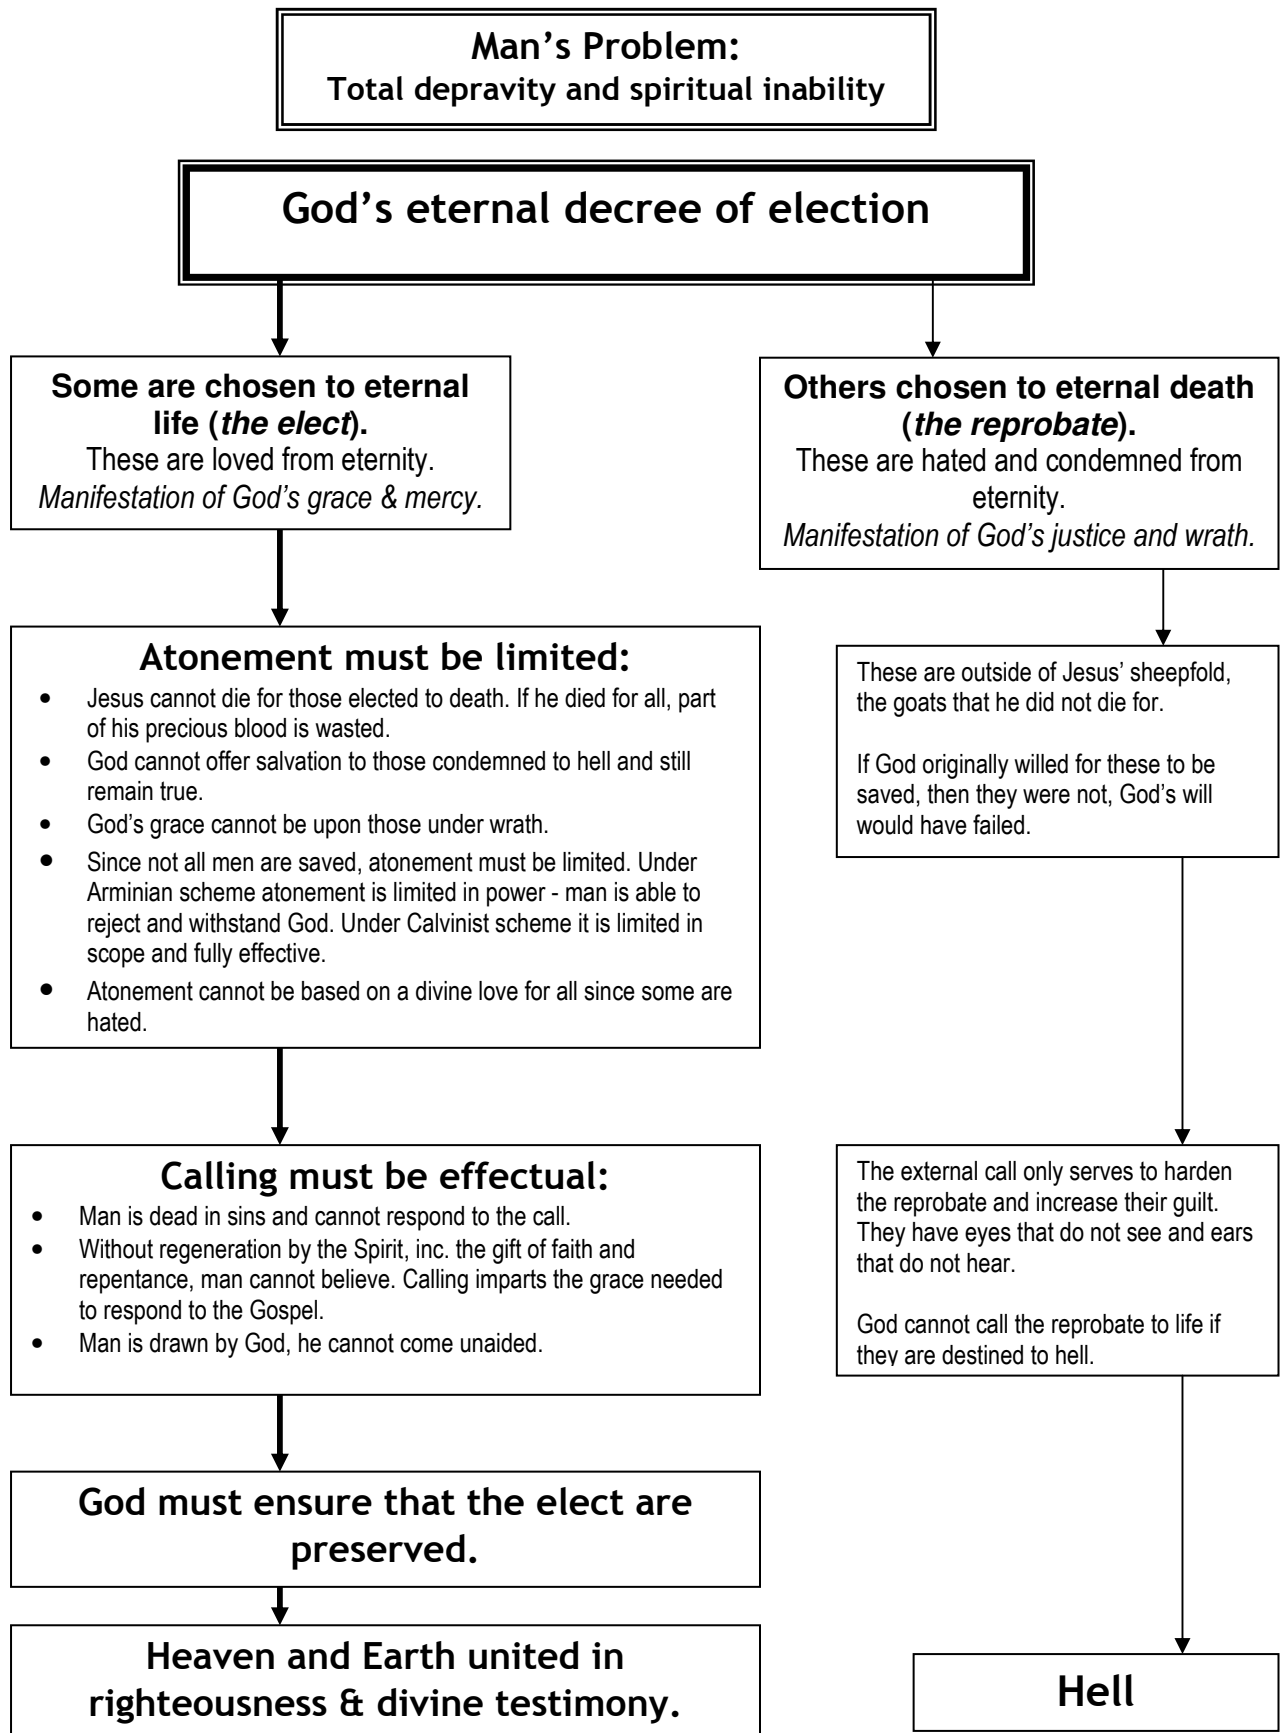 Man’s Problem:
Total depravity and spiritual inability
God’s eternal decree of election
Some are chosen to eternal
life (the elect).
These are loved from eternity.
Manifestation of God’s grace & mercy.
Others chosen to eternal death
(the reprobate).
These are hated and condemned from
eternity.
Manifestation of God’s justice and wrath.
Atonement must be limited:
• Jesus cannot die for those elected to death. If he died for all, part
of his precious blood is wasted.
• God cannot offer salvation to those condemned to hell and still
remain true.
• God’s grace cannot be upon those under wrath.
• Since not all men are saved, atonement must be limited. Under
Arminian scheme atonement is limited in power - man is able to
reject and withstand God. Under Calvinist scheme it is limited in
scope and fully effective.
• Atonement cannot be based on a divine love for all since some are
hated.
These are outside of Jesus’ sheepfold,
the goats that he did not die for.
If God originally willed for these to be
saved, then they were not, God’s will
would have failed.
Calling must be effectual:
• Man is dead in sins and cannot respond to the call.
• Without regeneration by the Spirit, inc. the gift of faith and
repentance, man cannot believe. Calling imparts the grace needed
to respond to the Gospel.
• Man is drawn by God, he cannot come unaided.
The external call only serves to harden
the reprobate and increase their guilt.
They have eyes that do not see and ears
that do not hear.
God cannot call the reprobate to life if
they are destined to hell.
God must ensure that the elect are
preserved.
Heaven and Earth united in
righteousness & divine testimony.
Hell